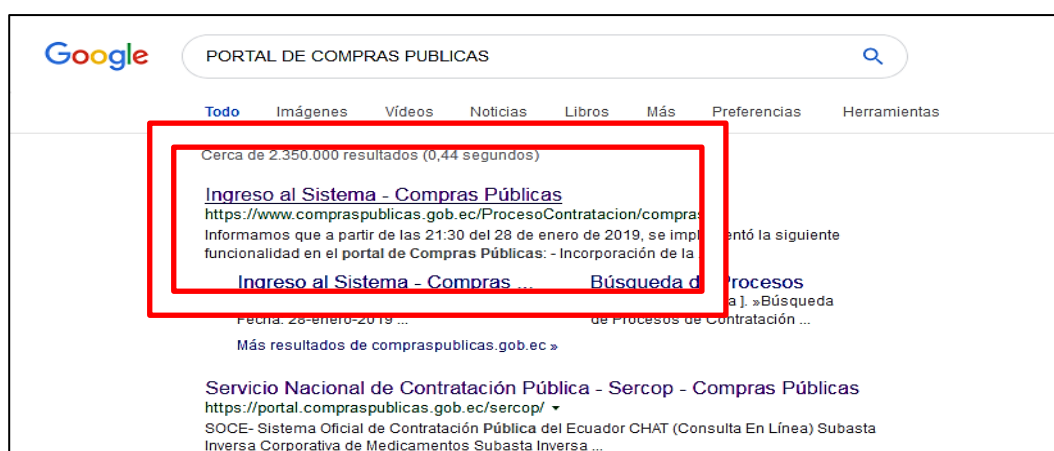 Google
PORTAL DE COMPRAS PUBLICAS
Todo Imágenes Vídeos Noticias Libros Más Preferencias Herramientas
Cerca de 2.350.000 resultados (0,44 segundos)
Ingreso al Sistema - Compras Públicas
https://www.compraspublicas.gob.ec/ProcesoContratacion/compras
Informamos que a partir de las 21:30 del 28 de enero de 2019, se implementó la siguiente
funcionalidad en el portal de Compras Públicas: - Incorporación de la
Ingreso al Sistema - Compras ... Búsqueda de Procesos
a ]. »Búsqueda
Fecha: 28-enero-2019 ... de Procesos de Contratación ...
Más resultados de compraspublicas.gob.ec »
Servicio Nacional de Contratación Pública - Sercop - Compras Públicas
https://portal.compraspublicas.gob.ec/sercop/
SOCE- Sistema Oficial de Contratación Pública del Ecuador CHAT (Consulta En Línea) Subasta
Inversa Corporativa de Medicamentos Subasta Inversa ...